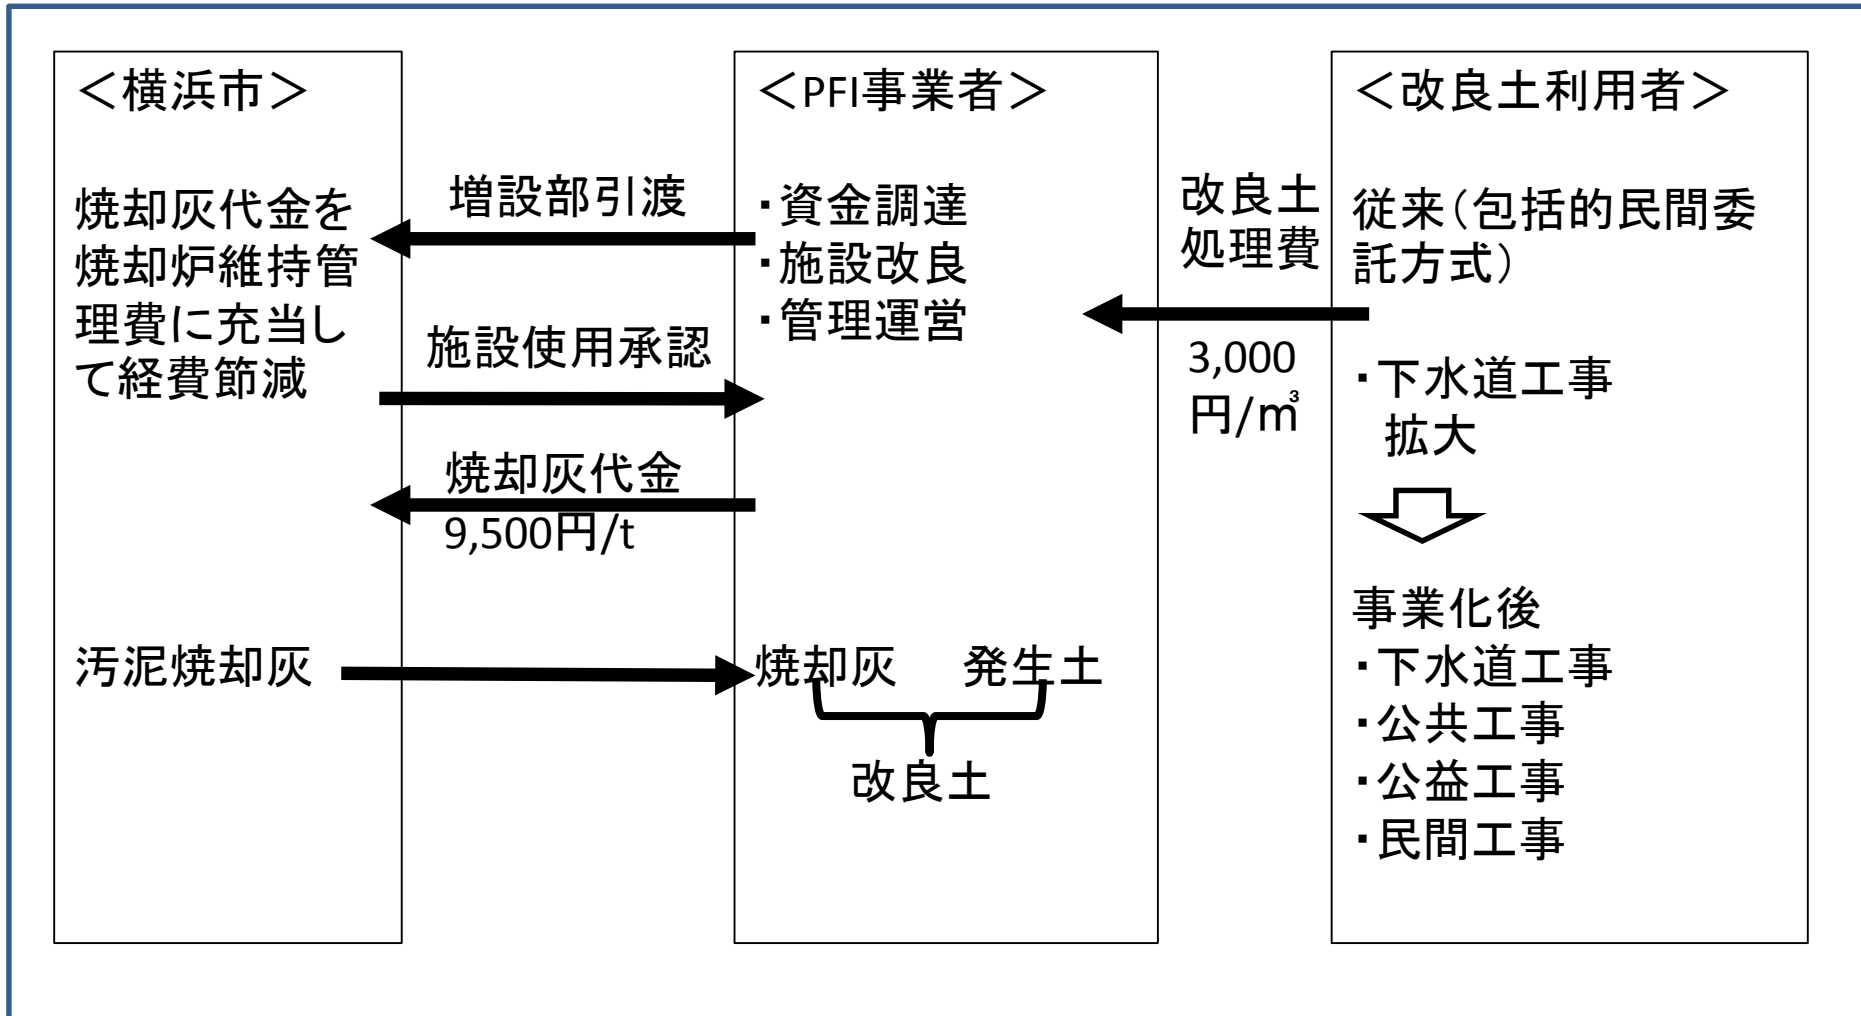 ＜横浜市＞
焼却灰代金を
焼却炉維持管
理費に充当し
て経費節減
汚泥焼却灰
増設部引渡
施設使用承認
焼却灰代金
9,500円/t
＜PFI事業者＞
・資金調達
・施設改良
・管理運営
焼却灰　発生土
改良土
改良土
処理費
3,000
円/㎥
＜改良土利用者＞
従来（包括的民間委
託方式）
・下水道工事
拡大
事業化後
・下水道工事
・公共工事
・公益工事
・民間工事